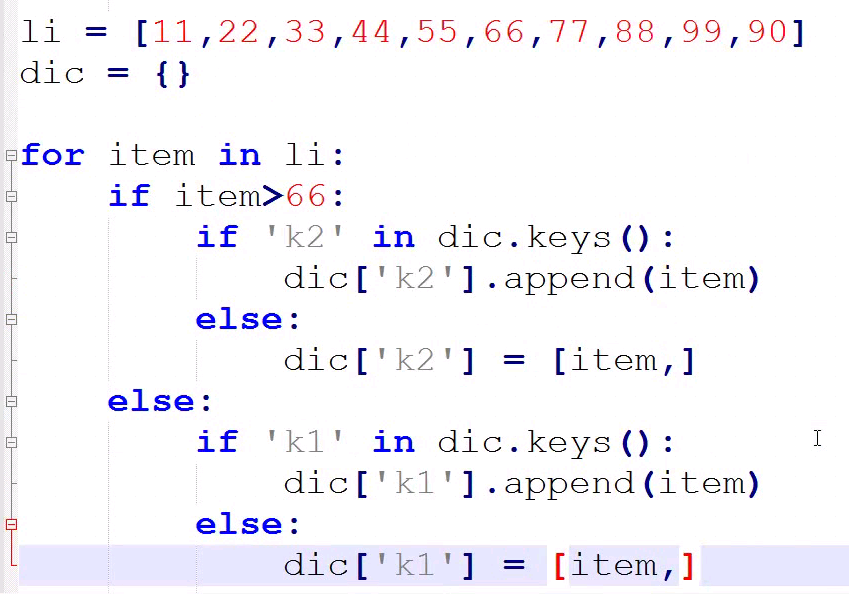 li = [11,22,33,44,55,66,77,88,99,90]
dic = {}
for item in li:
    if item>66:
        if 'k2' in dic.keys():
            dic['k2'].append(item)
        else:
            dic['k2'] = [item,]
    else:
        if 'k1' in dic.keys():
            dic['k1'].append(item)
        else:
            dic['k1'] = [item,]